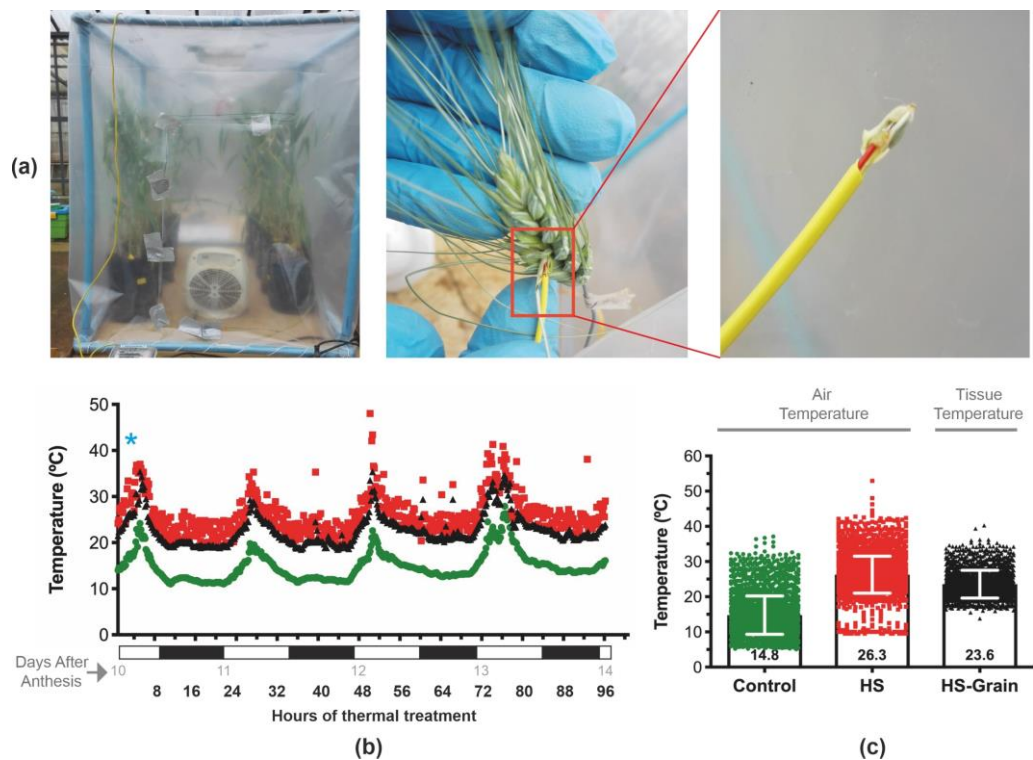 (a)
50
40
30
20
10
0
Temperature (ºC)
*
Days After
Anthesis
10
11
12
13
14
8 16 24 32 40 48 56 64 72 80 88 96
Hours of thermal treatment
(b)
Air
Temperature
Tissue
Temperature
60
50
40
30
20
10
0
Temperature (ºC)
14.8
26.3
23.6
Control
HS
HS-Grain
(c)